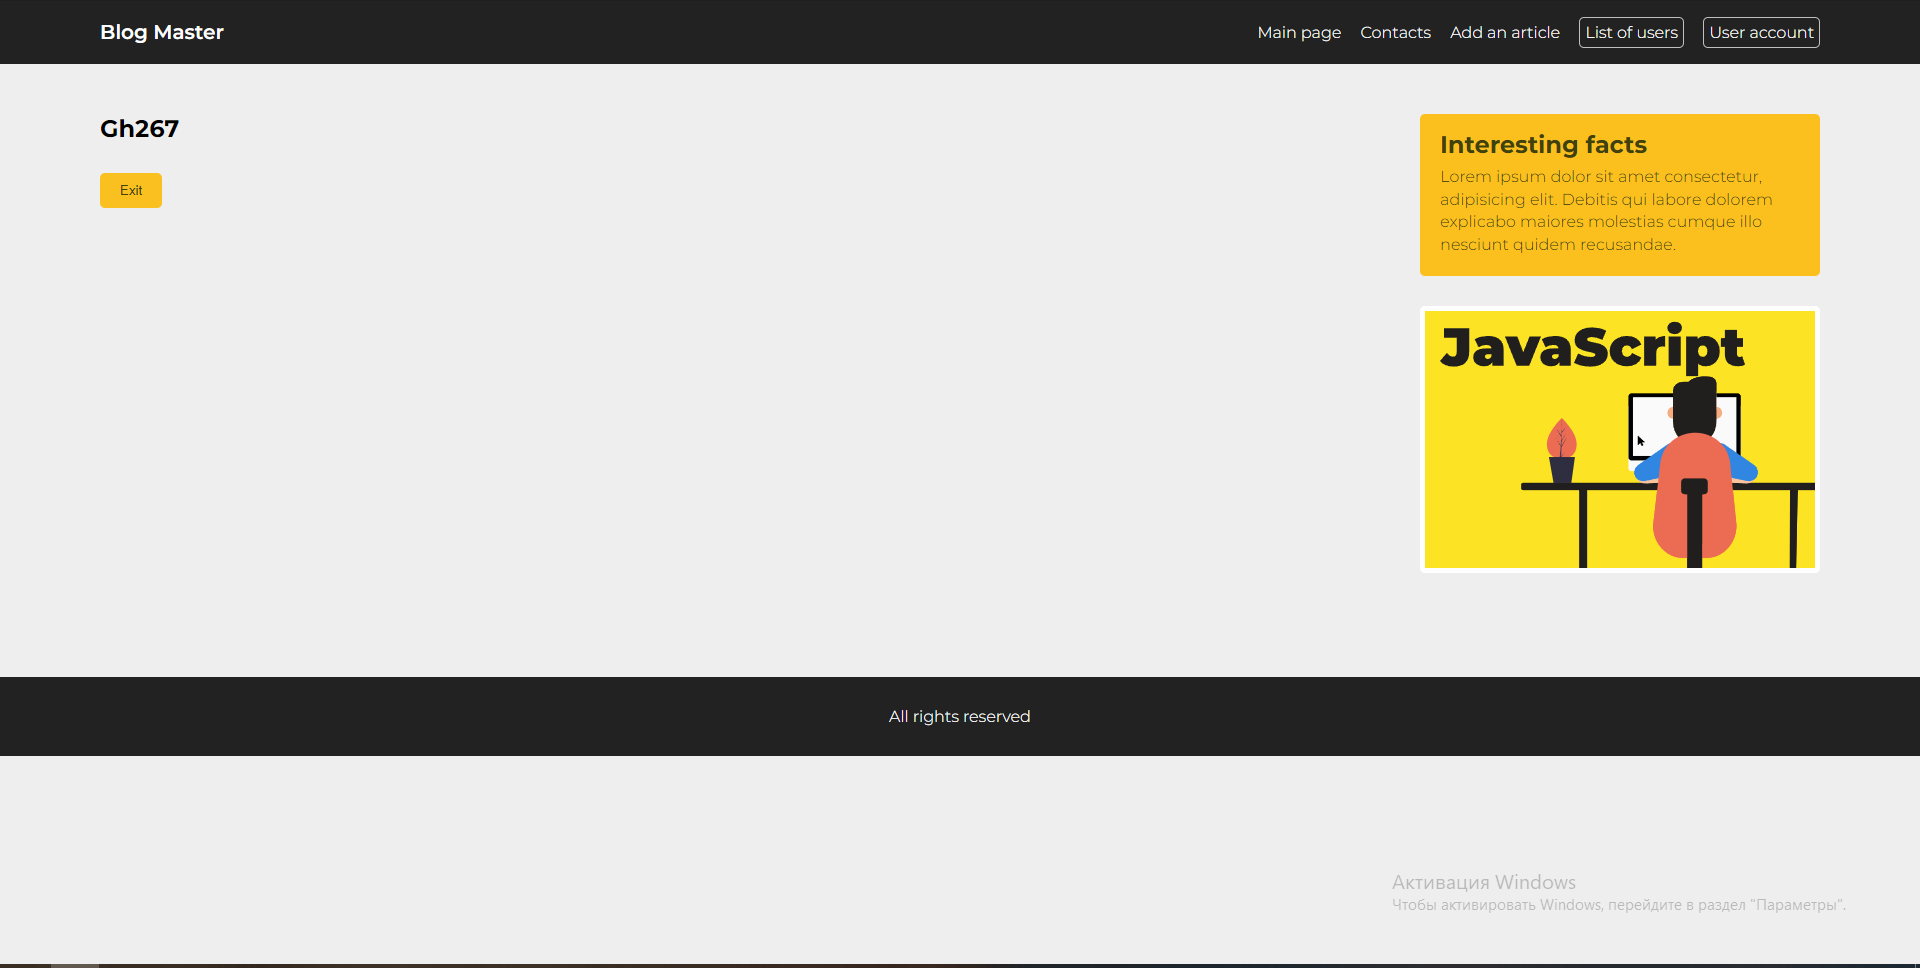 Blog Master
Main page
Contacts
Add an article
List of users
User account
Gh267
Exit
Interesting facts
Lorem ipsum dolor sit amet consectetur,
adipisicing elit. Debitis qui labore dolorem
explicabo maiores molestias cumque illo
nesciunt quidem recusandae.
JavaScript
All rights reserved
Активация Windows
Чтобы активировать Windows, перейдите в раздел "Параметры".